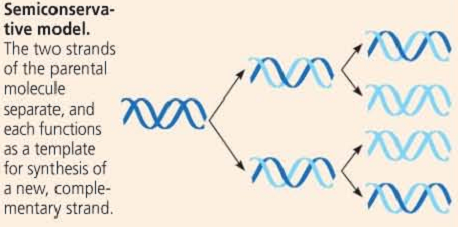 Semiconserva-
tive model.
The two strands
of the parental
molecule
separate, and
each functions
as a template
for synthesis of
a new, comple-
mentary strand.